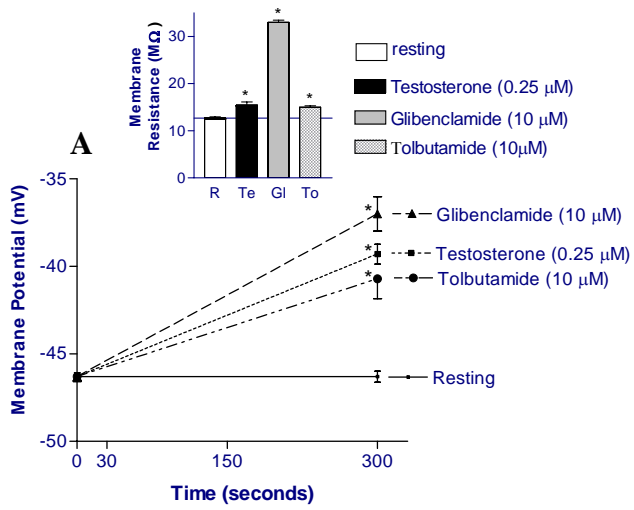 Membrane
Resistance (MΩ)
30
20
10
0
*
*
*
R Te Gl To
resting
Testosterone (0.25 µM)
Glibenclamide (10 µM)
Tolbutamide (10µM)
A
Membrane Potential (mV)
-35
-40
-45
-50
*
*
*
Glibenclamide (10 µM)
Testosterone (0.25 µM)
Tolbutamide (10 µM)
Resting
0 30 150 300
Time (seconds)